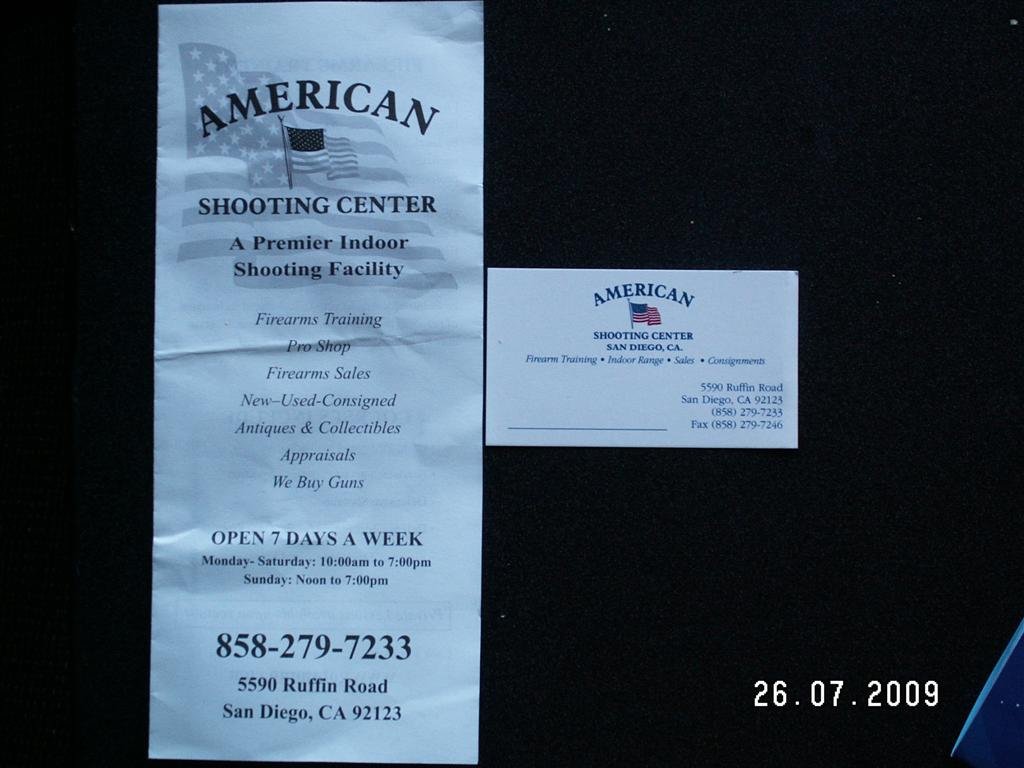 AMERICAN
SHOOTING CENTER
A Premier Indoor
Shooting Facility
Firearms Training
Pro Shop
Firearms Sales
New–Used-Consigned
Antiques & Collectibles
Appraisals
We Buy Guns
OPEN 7 DAYS A WEEK
Monday- Saturday: 10:00am to 7:00pm
Sunday: Noon to 7:00pm
858-279-7233
5590 Ruffin Road
San Diego, CA 92123
AMERICAN
SHOOTING CENTER
SAN DIEGO, CA.
Firearm Training • Indoor Range • Sales • Consignments
5590 Ruffin Road
San Diego, CA 92123
(858) 279-7233
Fax (858) 279-7246
26.07.2009